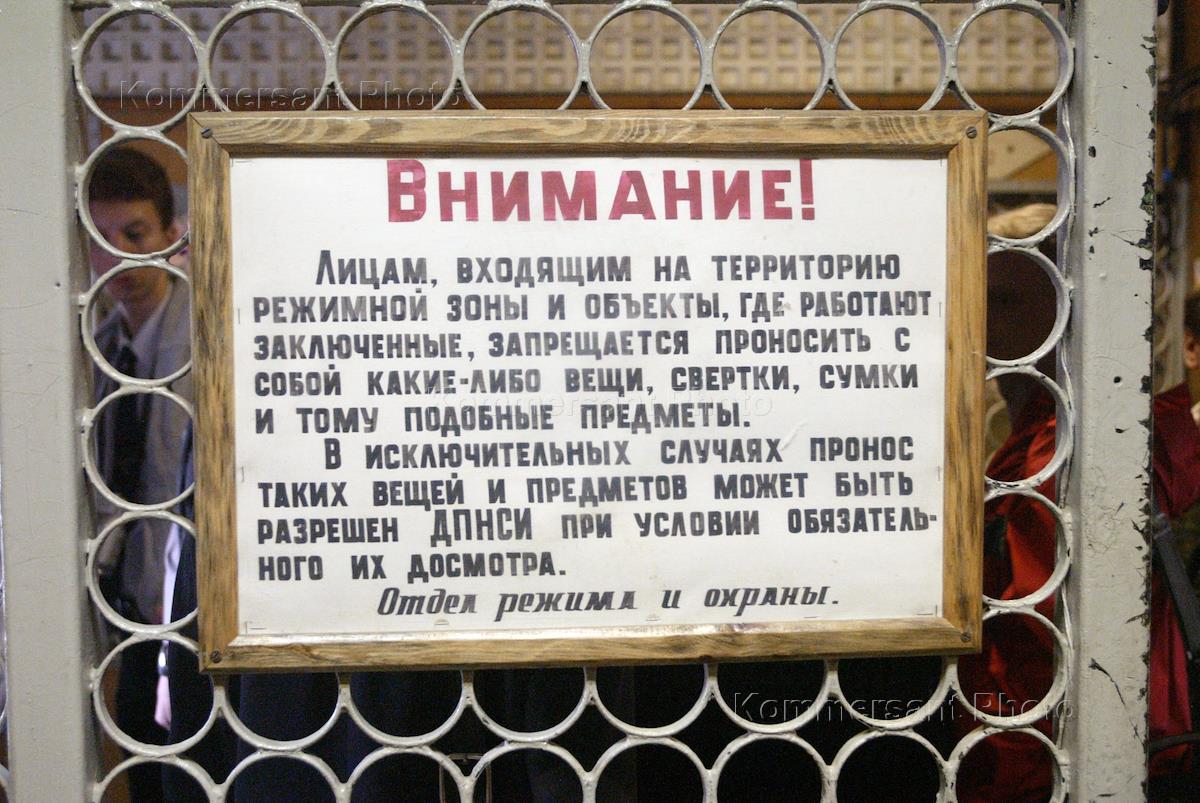 Kommersant Photo
ВНИМАНИЕ!
ЛИЦАМ, ВХОДЯЩИМ НА ТЕРРИТОРИЮ
РЕЖИМНОЙ ЗОНЫ И ОБЪЕКТЫ, ГДЕ РАБОТАЮТ
ЗАКЛЮЧЕННЫЕ, ЗАПРЕЩАЕТСЯ ПРОНОСИТЬ С
СОБОЙ КАКИЕ-ЛИБО ВЕЩИ, СВЕРТКИ, СУМКИ
Kommersant Photo
И ТОМУ ПОДОБНЫЕ ПРЕДМЕТЫ.
В ИСКЛЮЧИТЕЛЬНЫХ СЛУЧАЯХ ПРОНОС
ТАКИХ ВЕЩЕЙ И ПРЕДМЕТОВ МОЖЕТ БЫТЬ
РАЗРЕШЕН ДПНСИ ПРИ УСЛОВИИ ОБЯЗАТЕЛЬ-
НОГО ИХ ДОСМОТРА.
Отдел режима и охраны.
Kommersant Photo